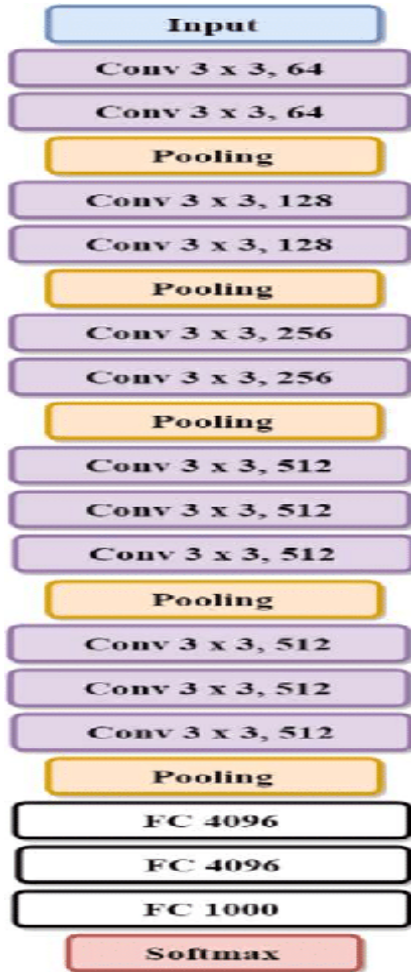 Input
Conv 3 x 3, 64
Conv 3 x 3, 64
Pooling
Conv 3 x 3, 128
Conv 3 x 3, 128
Pooling
Conv 3 x 3, 256
Conv 3 x 3, 256
Pooling
Conv 3 x 3, 512
Conv 3 x 3, 512
Conv 3 x 3, 512
Pooling
Conv 3 x 3, 512
Conv 3 x 3, 512
Conv 3 x 3, 512
Pooling
FC 4096
FC 4096
FC 1000
Softmax